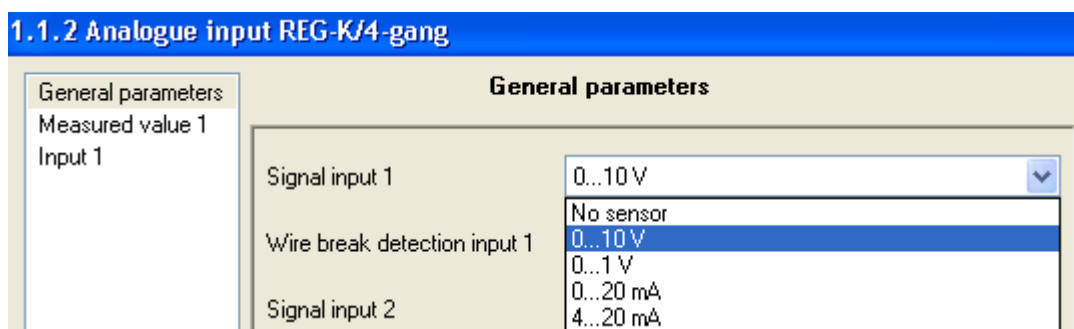 1.1.2 Analogue input REG-K/4-gang
General parameters
Measured value 1
Input 1
General parameters
Signal input 1
0...10 V
Wire break detection input 1
Signal input 2
No sensor
0...10 V
0...1 V
0...20 mA
4...20 mA